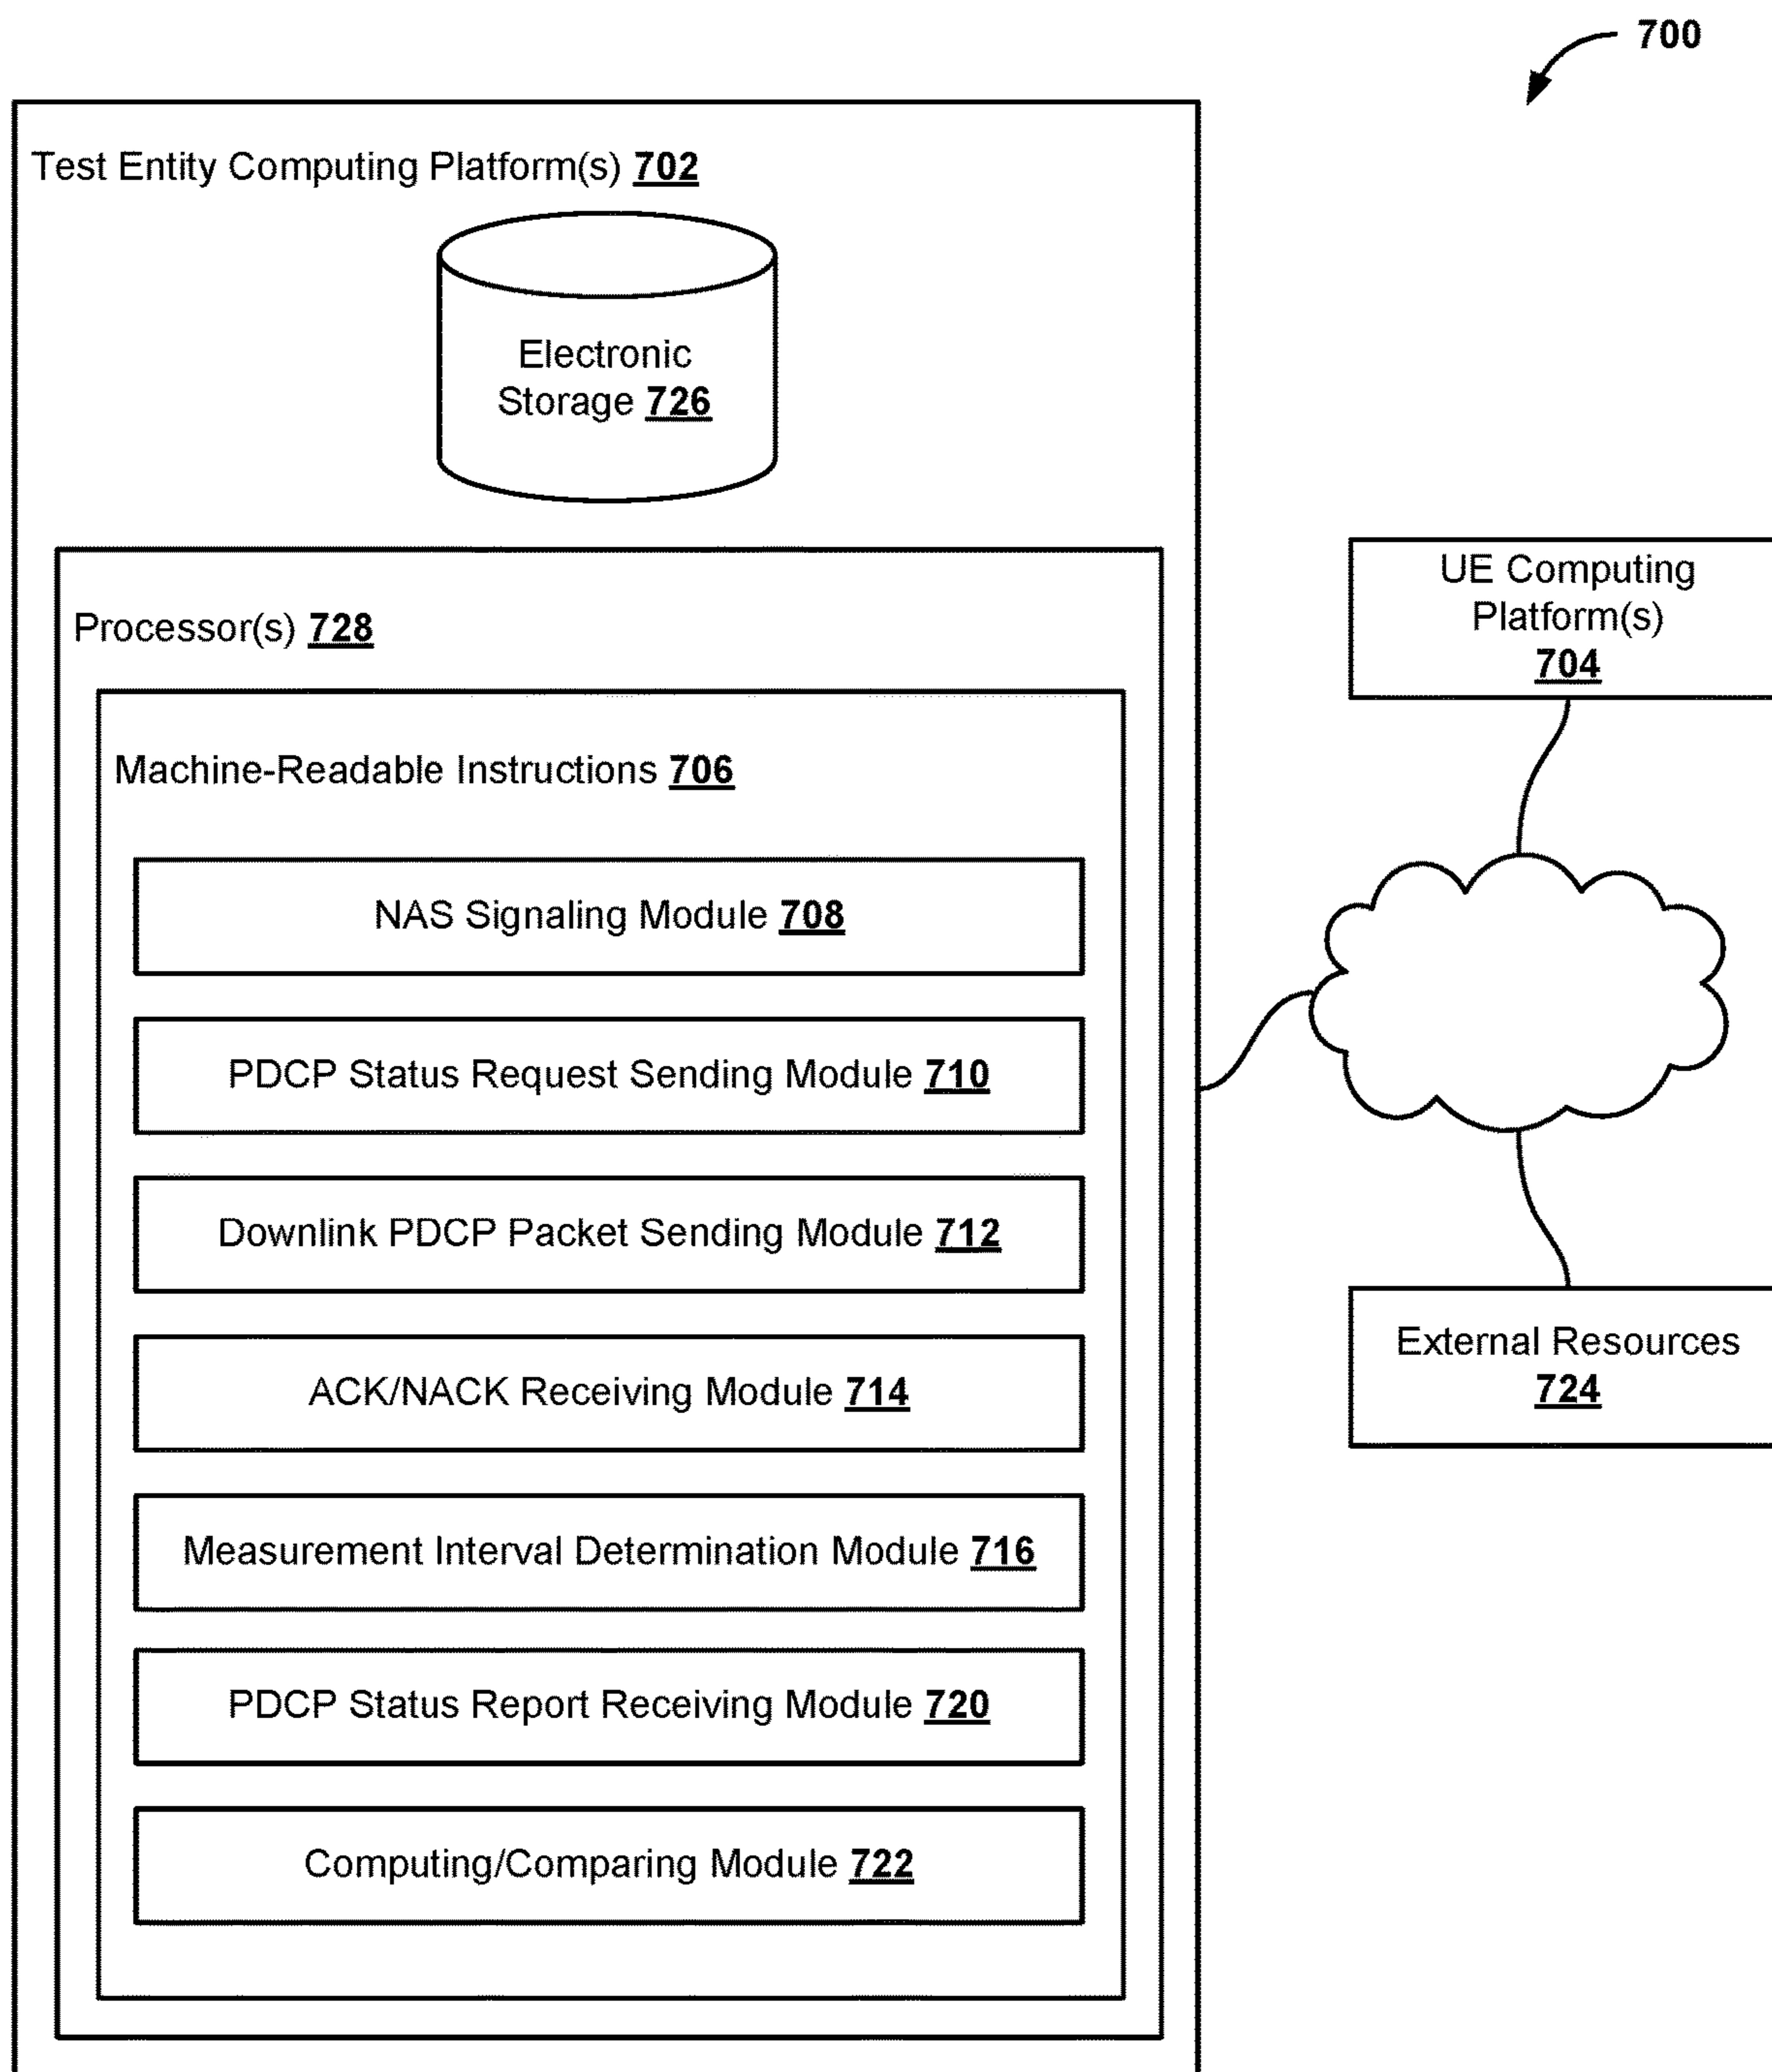 700
Test Entity Computing Platform(s) 702
Electronic
Storage 726
Processor(s) 728
Machine-Readable Instructions 706
NAS Signaling Module 708
PDCP Status Request Sending Module 710
Downlink PDCP Packet Sending Module 712
ACK/NACK Receiving Module 714
Measurement Interval Determination Module 716
PDCP Status Report Receiving Module 720
Computing/Comparing Module 722
UE Computing
Platform(s)
704
External Resources
724